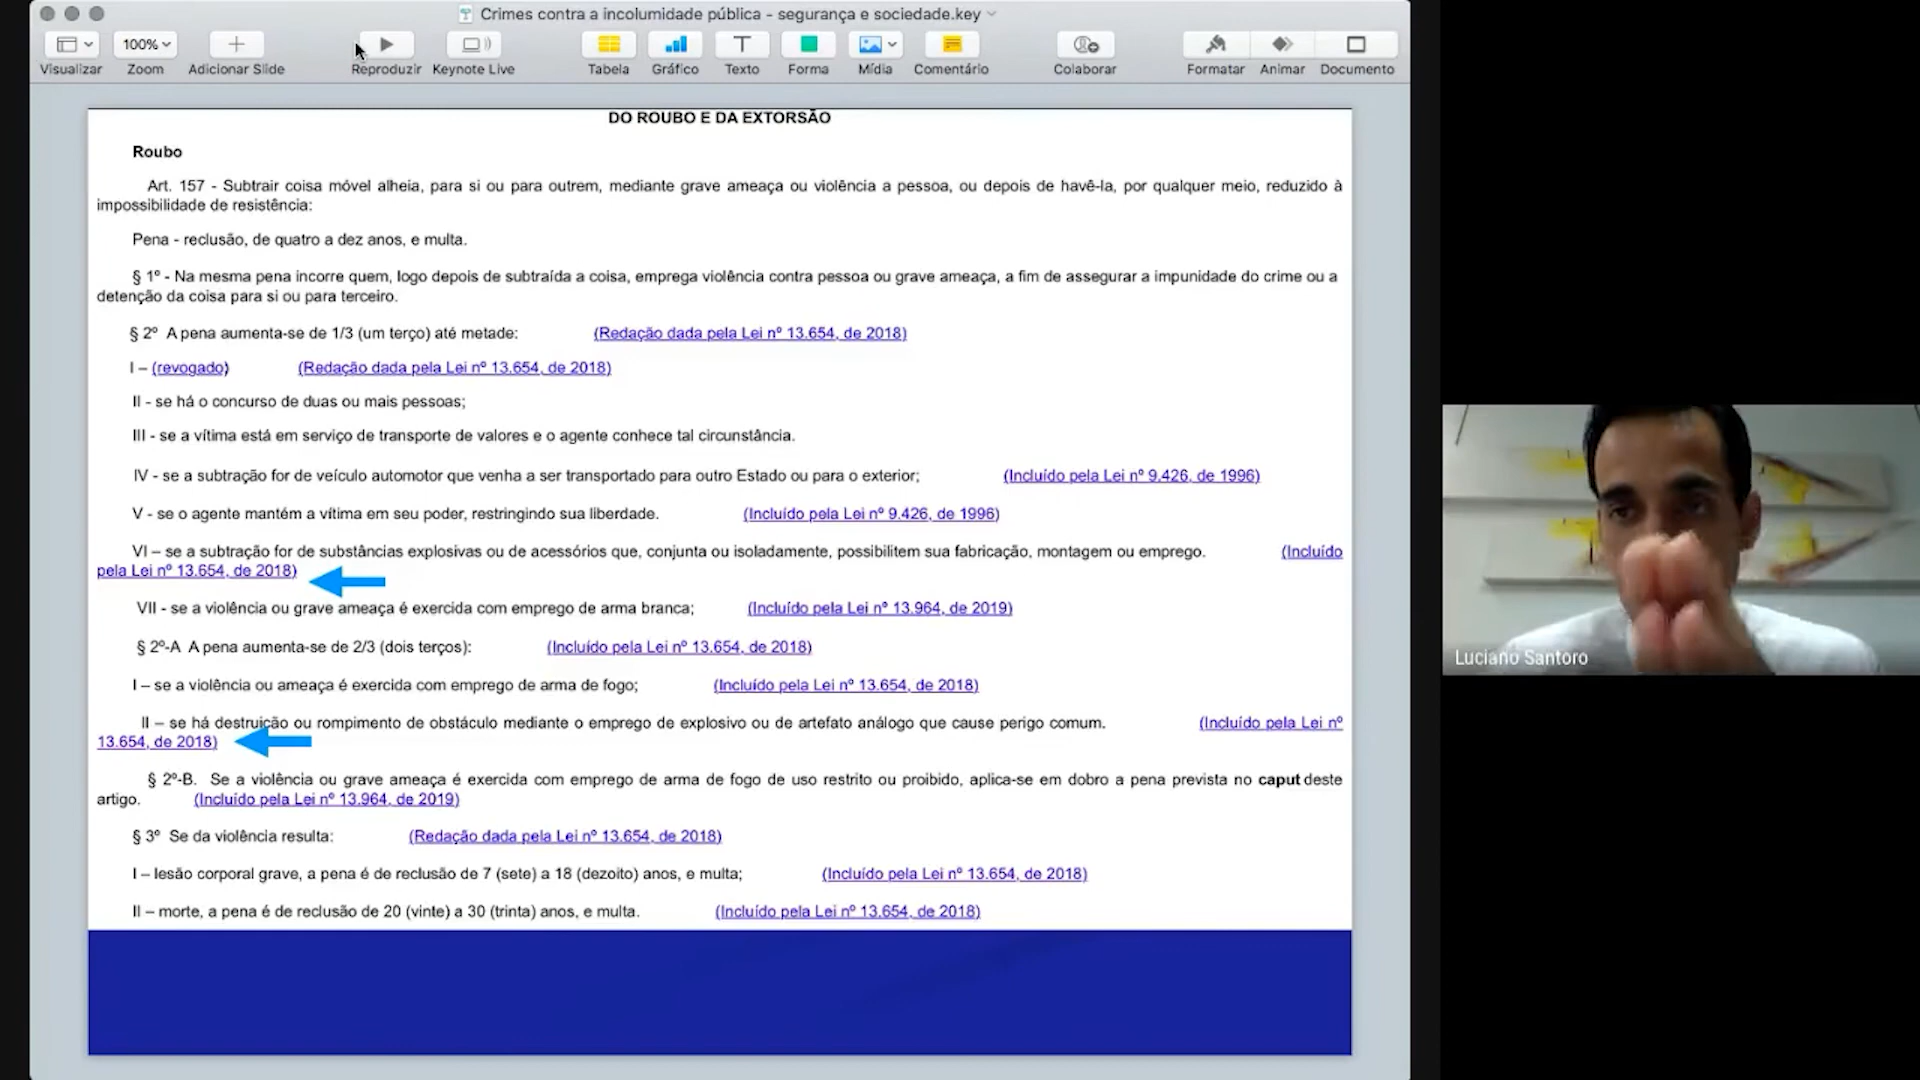 Crimes contra a incolumidade pública - segurança e sociedade.key
100%
Visualizar Zoom Adicionar Slide Reproduzir Keynote Live Tabela Gráfico Texto Forma Mídia Comentário Colaborar Formatar Animar Documento
DO ROUBO E DA EXTORSÃO
Roubo
Art. 157 - Subtrair coisa móvel alheia, para si ou para outrem, mediante grave ameaça ou violência a pessoa, ou depois de havê-la, por qualquer meio, reduzido à
impossibilidade de resistência:
Pena - reclusão, de quatro a dez anos, e multa.
§ 1º - Na mesma pena incorre quem, logo depois de subtraída a coisa, emprega violência contra pessoa ou grave ameaça, a fim de assegurar a impunidade do crime ou a
detenção da coisa para si ou para terceiro.
§ 2º A pena aumenta-se de 1/3 (um terço) até metade: (Redação dada pela Lei nº 13.654, de 2018)
I – (revogado) (Redação dada pela Lei nº 13.654, de 2018)
II - se há o concurso de duas ou mais pessoas;
III - se a vítima está em serviço de transporte de valores e o agente conhece tal circunstância.
IV - se a subtração for de veículo automotor que venha a ser transportado para outro Estado ou para o exterior; (Incluído pela Lei nº 9.426, de 1996)
V - se o agente mantém a vítima em seu poder, restringindo sua liberdade. (Incluído pela Lei nº 9.426, de 1996)
VI – se a subtração for de substâncias explosivas ou de acessórios que, conjunta ou isoladamente, possibilitem sua fabricação, montagem ou emprego. (Incluído
pela Lei nº 13.654, de 2018)
VII - se a violência ou grave ameaça é exercida com emprego de arma branca; (Incluído pela Lei nº 13.964, de 2019)
§ 2º-A A pena aumenta-se de 2/3 (dois terços): (Incluído pela Lei nº 13.654, de 2018)
I – se a violência ou ameaça é exercida com emprego de arma de fogo; (Incluído pela Lei nº 13.654, de 2018)
II – se há destruição ou rompimento de obstáculo mediante o emprego de explosivo ou de artefato análogo que cause perigo comum. (Incluído pela Lei nº
13.654, de 2018)
§ 2º-B. Se a violência ou grave ameaça é exercida com emprego de arma de fogo de uso restrito ou proibido, aplica-se em dobro a pena prevista no caput deste
artigo. (Incluído pela Lei nº 13.964, de 2019)
§ 3º Se da violência resulta: (Redação dada pela Lei nº 13.654, de 2018)
I – lesão corporal grave, a pena é de reclusão de 7 (sete) a 18 (dezoito) anos, e multa; (Incluído pela Lei nº 13.654, de 2018)
II – morte, a pena é de reclusão de 20 (vinte) a 30 (trinta) anos, e multa. (Incluído pela Lei nº 13.654, de 2018)
Luciano Santoro